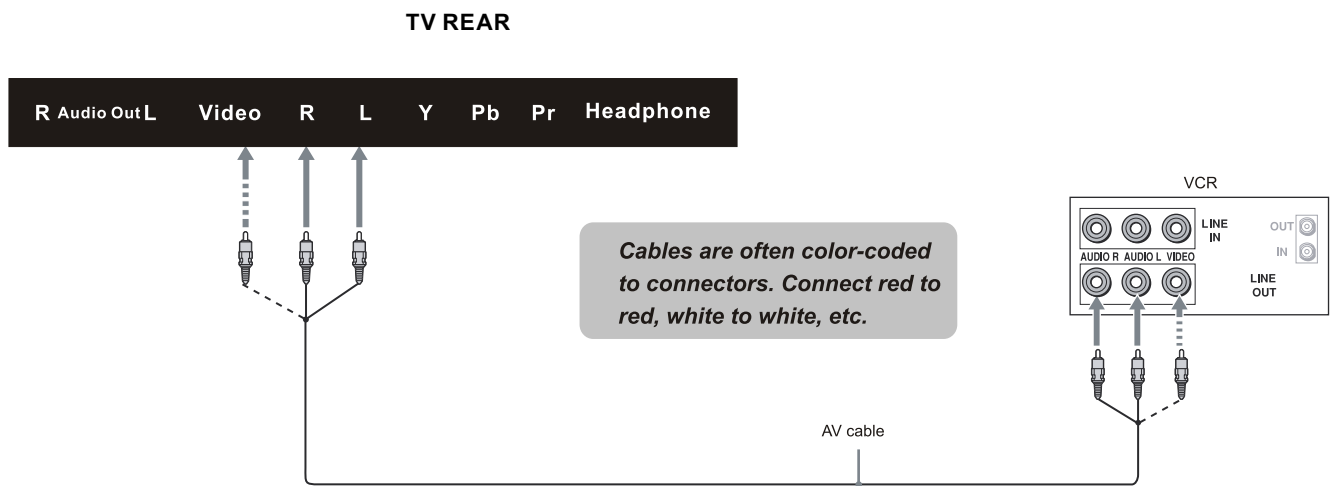 TV REAR
R Audio Out L Video R L Y Pb Pr Headphone
Cables are often color-coded
to connectors. Connect red to
red, white to white, etc.
VCR
LINE
IN
OUT
IN
AUDIO R AUDIO L VIDEO
LINE
OUT
AV cable